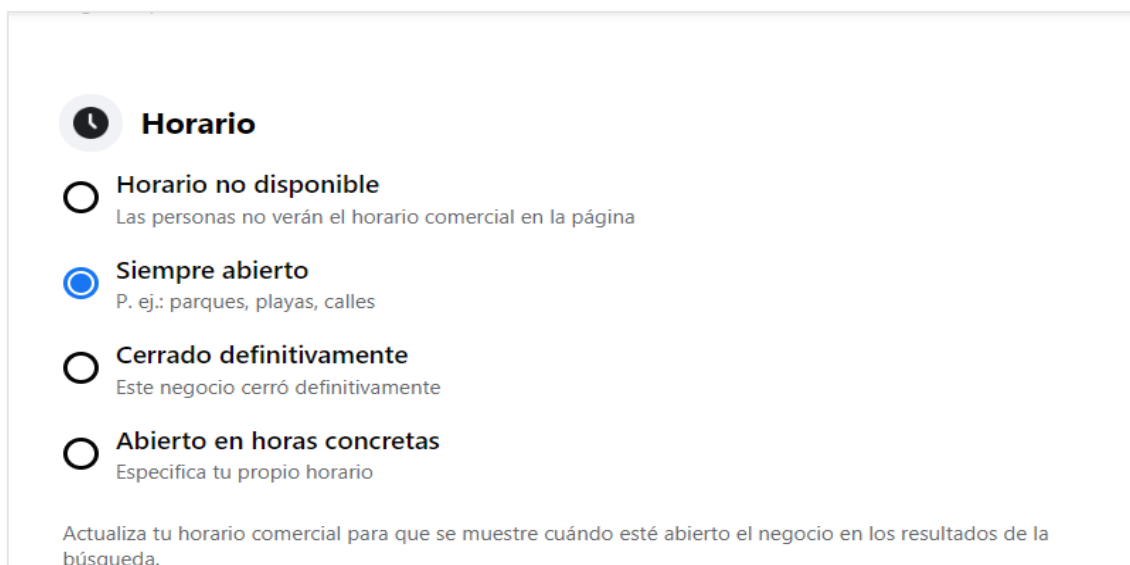 Horario
Horario no disponible
Las personas no verán el horario comercial en la página
Siempre abierto
P. ej.: parques, playas, calles
Cerrado definitivamente
Este negocio cerró definitivamente
Abierto en horas concretas
Especifica tu propio horario
Actualiza tu horario comercial para que se muestre cuándo esté abierto el negocio en los resultados de la
búsqueda.